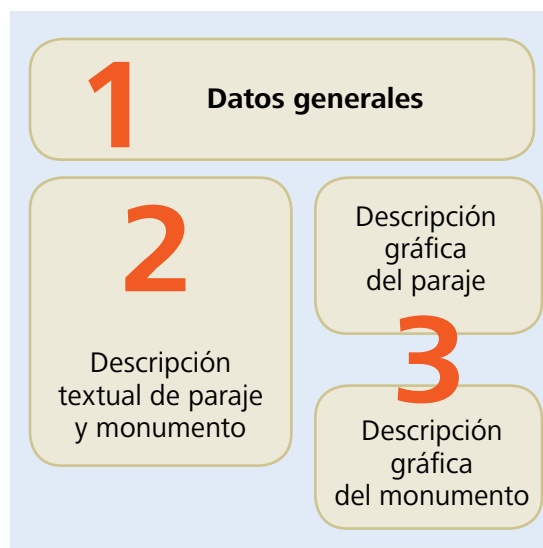 1
Datos generales
2
Descripción
textual de paraje
y monumento
Descripción
gráfica
del paraje
3
Descripción
gráfica
del monumento